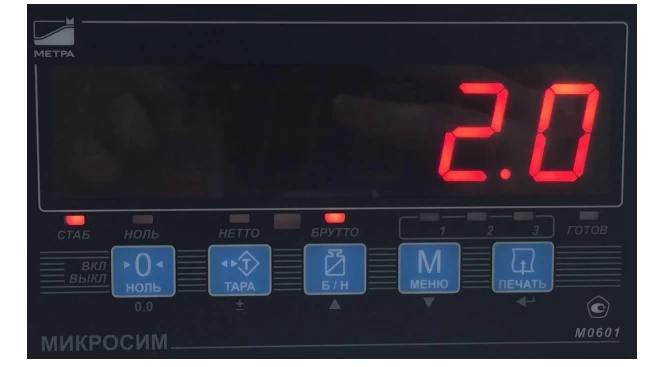 МЕТРА
2.0
СТАБ НОЛЬ НЕТТО БРУТТО 1 2 3 ГОТОВ
ВКЛ
ВЫКЛ
0
НОЛЬ
T
ТАРА
Б / Н
М
МЕНЮ
ПЕЧАТЬ
0.0 ±
МИКРОСИМ
М0601